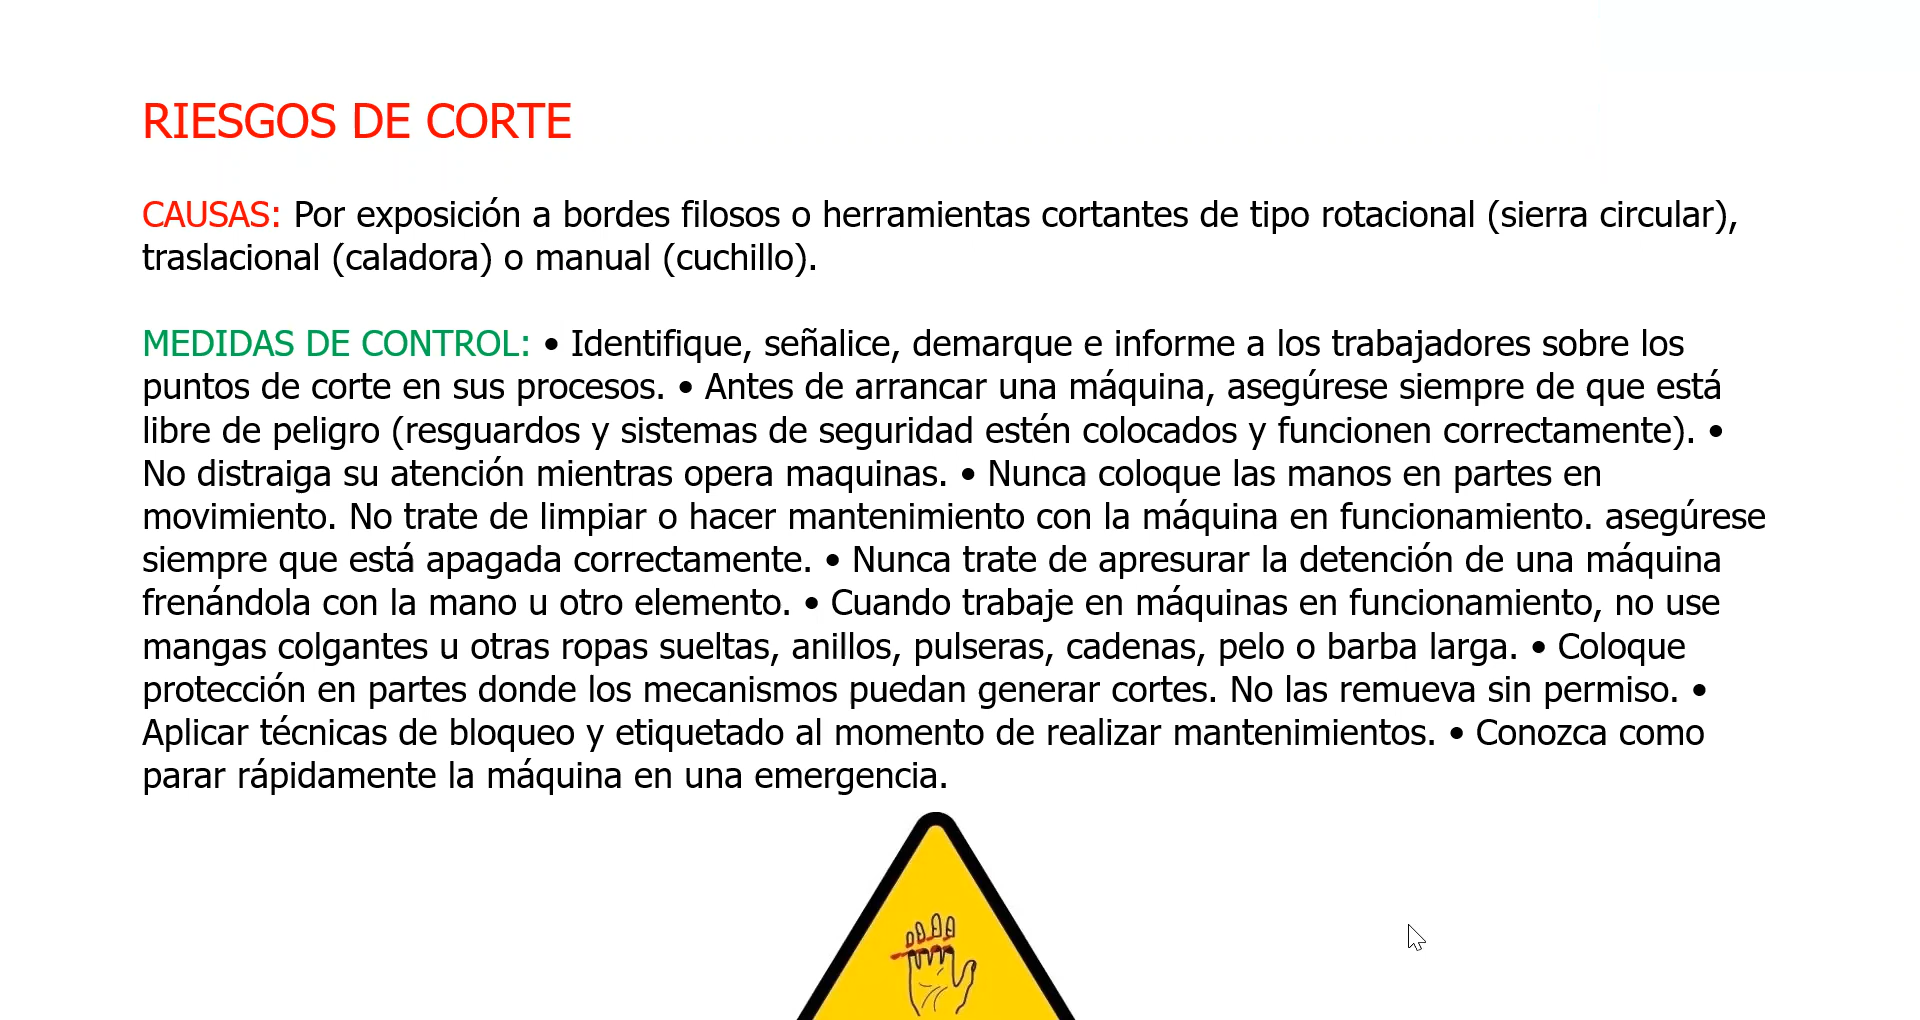 RIESGOS DE CORTE
CAUSAS: Por exposición a bordes filosos o herramientas cortantes de tipo rotacional (sierra circular),
traslacional (caladora) o manual (cuchillo).
MEDIDAS DE CONTROL: • Identifique, señalice, demarque e informe a los trabajadores sobre los
puntos de corte en sus procesos. • Antes de arrancar una máquina, asegúrese siempre de que está
libre de peligro (resguardos y sistemas de seguridad estén colocados y funcionen correctamente). •
No distraiga su atención mientras opera maquinas. • Nunca coloque las manos en partes en
movimiento. No trate de limpiar o hacer mantenimiento con la máquina en funcionamiento. asegúrese
siempre que está apagada correctamente. • Nunca trate de apresurar la detención de una máquina
frenándola con la mano u otro elemento. • Cuando trabaje en máquinas en funcionamiento, no use
mangas colgantes u otras ropas sueltas, anillos, pulseras, cadenas, pelo o barba larga. • Coloque
protección en partes donde los mecanismos puedan generar cortes. No las remueva sin permiso. •
Aplicar técnicas de bloqueo y etiquetado al momento de realizar mantenimientos. • Conozca como
parar rápidamente la máquina en una emergencia.